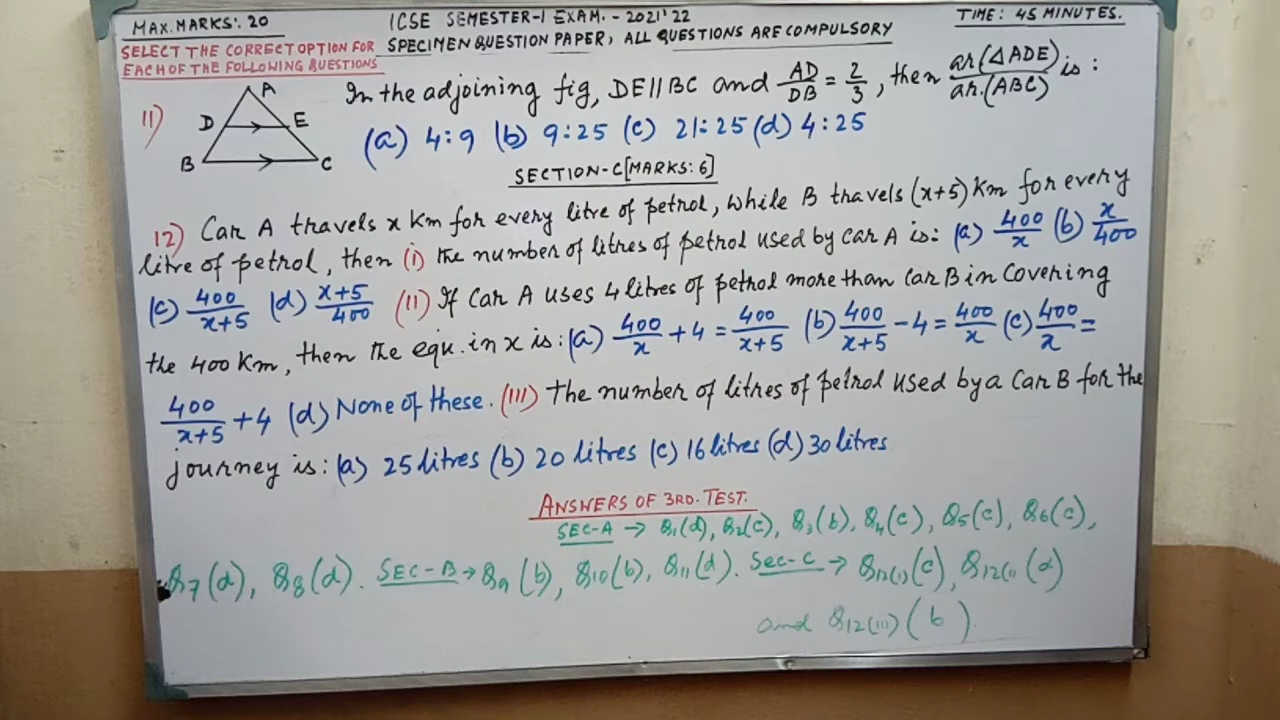 MAX. MARKS: 20
ICSE SEMESTER-I EXAM. - 2021'22
TIME: 45 MINUTES.
SELECT THE CORRECT OPTION FOR
EACH OF THE FOLLOWING QUESTIONS
SPECIMEN QUESTION PAPER, ALL QUESTIONS ARE COMPULSORY
11) In the adjoining fig, DE || BC and AD/DB = 2/3, then ar(△ADE)/ar.(ABC) is:
A
D E
B C
(a) 4:9 (b) 9:25 (c) 21:25 (d) 4:25
SECTION-C [MARKS: 6]
12) Car A travels x Km for every litre of petrol, while B travels (x+5) Km for every
litre of petrol, then (i) the number of litres of petrol used by car A is: (a) 400/x (b) x/400
(c) 400/x+5 (d) x+5/400 (11) If Car A uses 4 litres of petrol more than Car B in Covering
the 400 Km, then the equ. in x is: (a) 400/x + 4 = 400/x+5 (b) 400/x+5 - 4 = 400/x (c) 400/x =
400/x+5 + 4 (d) None of these. (111) The number of litres of petrol used by a Car B for the
journey is: (a) 25 litres (b) 20 litres (c) 16 litres (d) 30 litres
ANSWERS OF 3RD. TEST.
SEC-A → Q1(d), Q2(c), Q3(b), Q4(c), Q5(c), Q6(c),
Q7(d), Q8(d). SEC-B → Q9(b), Q10(b), Q11(d). Sec-C → Q12(1)(c), Q12(11(d)
and Q12(111)(b).